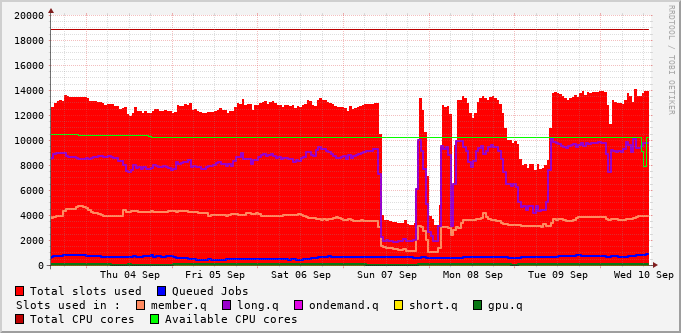 20000
18000
16000
14000
12000
10000
8000
6000
4000
2000
0
Thu 04 Sep Fri 05 Sep Sat 06 Sep Sun 07 Sep Mon 08 Sep Tue 09 Sep Wed 10 Sep
RRDTOOL / TOBI OETIKER
Total slots used Queued Jobs
Slots used in : member.q long.q ondemand.q short.q gpu.q
Total CPU cores Available CPU cores